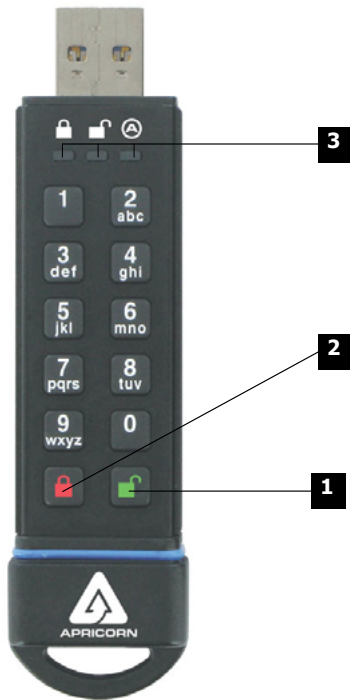 A
3
1 2
abc
3 4
def ghi
5 6
jkl mno
2
7 8
pqrs tuv
9 0
wxyz
1
APRICORN